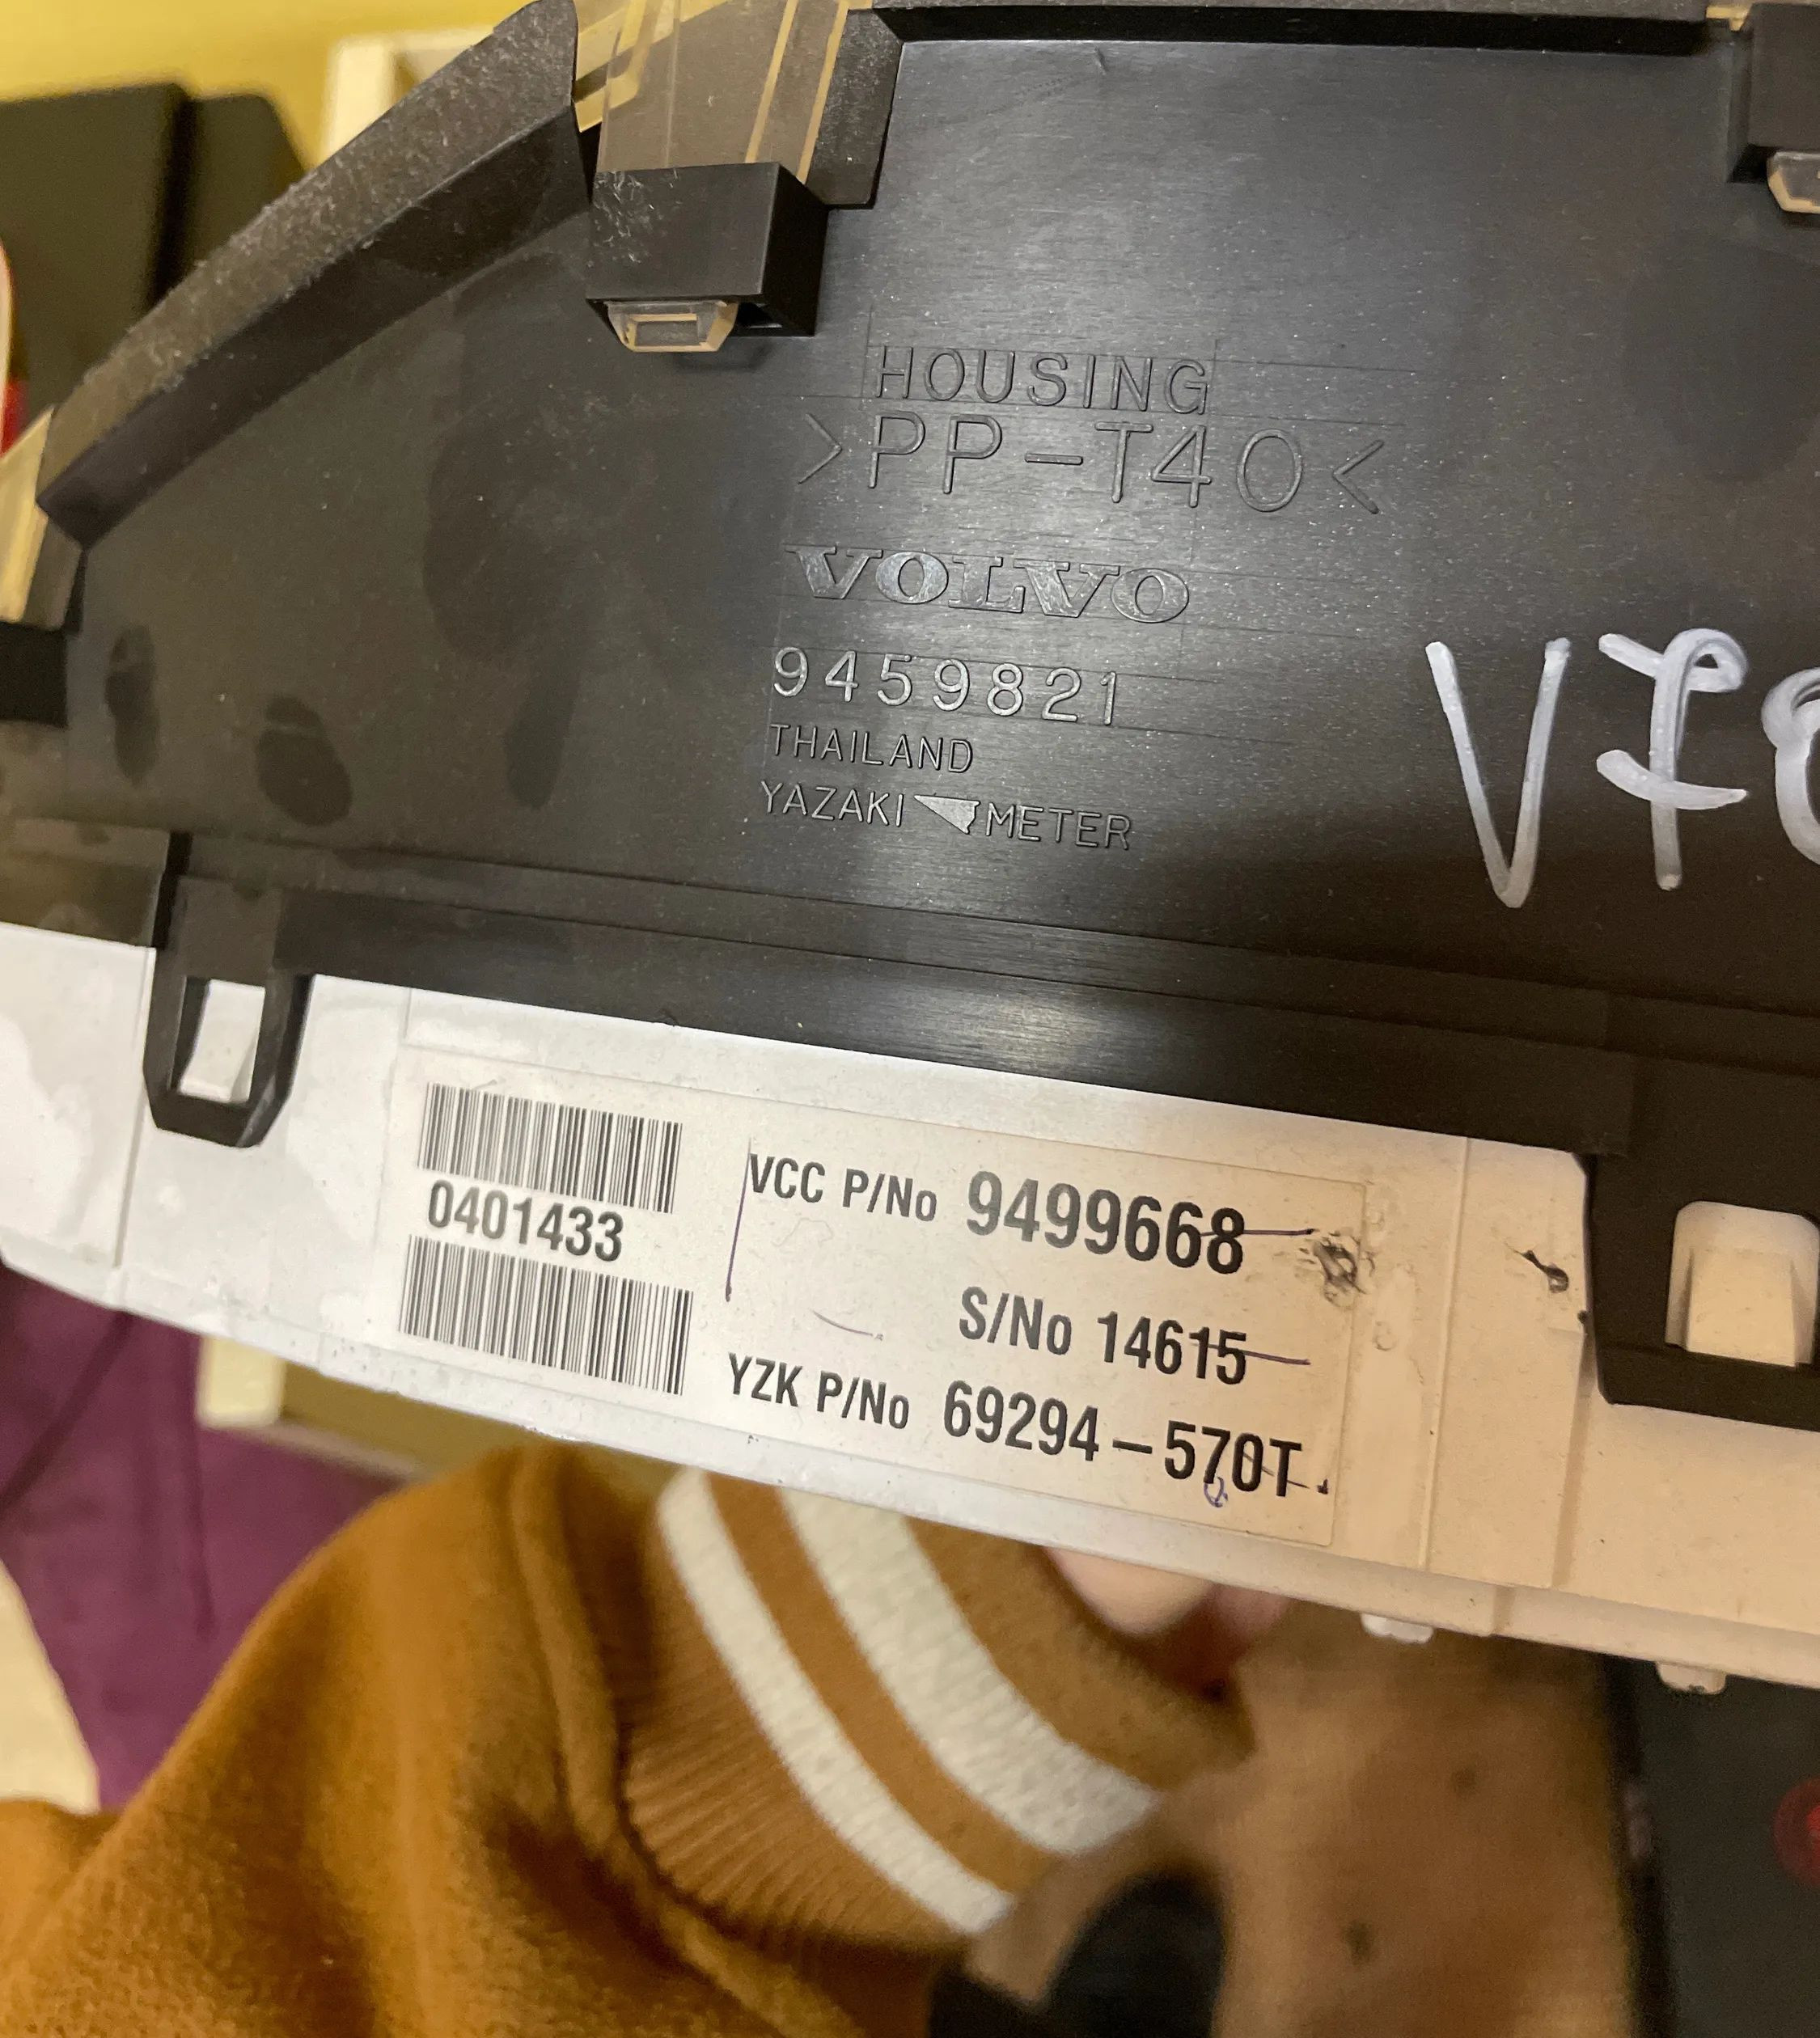 HOUSING
>PP-T40<
VOLVO
9459821
THAILAND
YAZAKI METER
0401433
VCC P/No 9499668
S/No 14615
YZK P/No 69294-570T